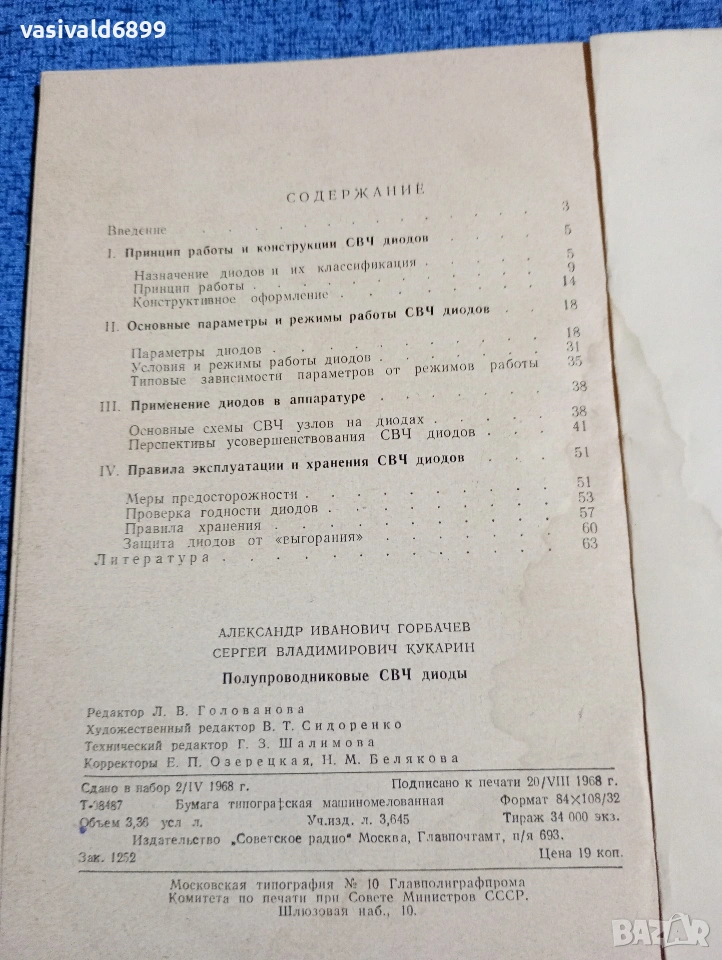 vasivald6899
СОДЕРЖАНИЕ
Введение . . . . . . . . . . 3
I. Принцип работы и конструкции СВЧ диодов . . . . 5
Назначение диодов и их классификация . . . . 5
Принцип работы . . . . . . . . 9
Конструктивное оформление . . . . . . 14
II. Основные параметры и режимы работы СВЧ диодов . . 18
Параметры диодов . . . . . . . . 18
Условия и режимы работы диодов . . . . . 31
Типовые зависимости параметров от режимов работы 35
III. Применение диодов в аппаратуре . . . . . 38
Основные схемы СВЧ узлов на диодах . . . . 38
Перспективы усовершенствования СВЧ диодов . . . 41
IV. Правила эксплуатации и хранения СВЧ диодов . . . 51
Меры предосторожности . . . . . . . 51
Проверка годности диодов . . . . . . 53
Правила хранения . . . . . . . . 57
Защита диодов от «выгорания» . . . . . 60
Литература . . . . . . . . . . 63
АЛЕКСАНДР ИВАНОВИЧ ГОРБАЧЕВ
СЕРГЕЙ ВЛАДИМИРОВИЧ КУКАРИН
Полупроводниковые СВЧ диоды
Редактор Л. В. Голованова
Художественный редактор В. Т. Сидоренко
Технический редактор Г. З. Шалимова
Корректоры Е. П. Озерецкая, Н. М. Белякова
Сдано в набор 2/IV 1968 г. Подписано к печати 20/VIII 1968 г.
Т-08487 Бумага типографская машиномелованная Формат 84×108/32
Объем 3,36 усл л. Уч.изд. л. 3,645 Тираж 34 000 экз.
Издательство „Советское радио" Москва, Главпочтамт, п/я 693.
Зак. 1252 Цена 19 коп.
Московская типография № 10 Главполиграфпрома
Комитета по печати при Совете Министров СССР.
Шлюзовая наб., 10.
BAZAR